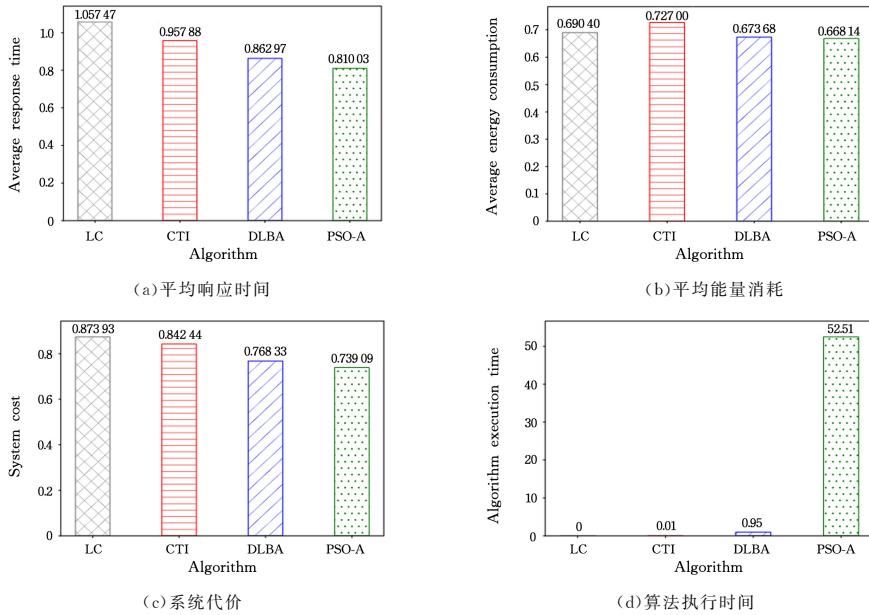 1.057 47
0.957 88
0.862 97
0.810 03
1.0
0.8
0.6
0.4
0.2
0
Average response time
LC CTI DLBA PSO-A
Algorithm
(a)平均响应时间
0.690 40
0.727 00
0.673 68
0.668 14
0.7
0.6
0.5
0.4
0.3
0.2
0.1
0
Average energy consumption
LC CTI DLBA PSO-A
Algorithm
(b)平均能量消耗
0.873 93
0.842 44
0.768 33
0.739 09
0.8
0.6
0.4
0.2
0
System cost
LC CTI DLBA PSO-A
Algorithm
(c)系统代价
52.51
50
40
30
20
10
0
0 0.01 0.95
Algorithm execution time
LC CTI DLBA PSO-A
Algorithm
(d)算法执行时间